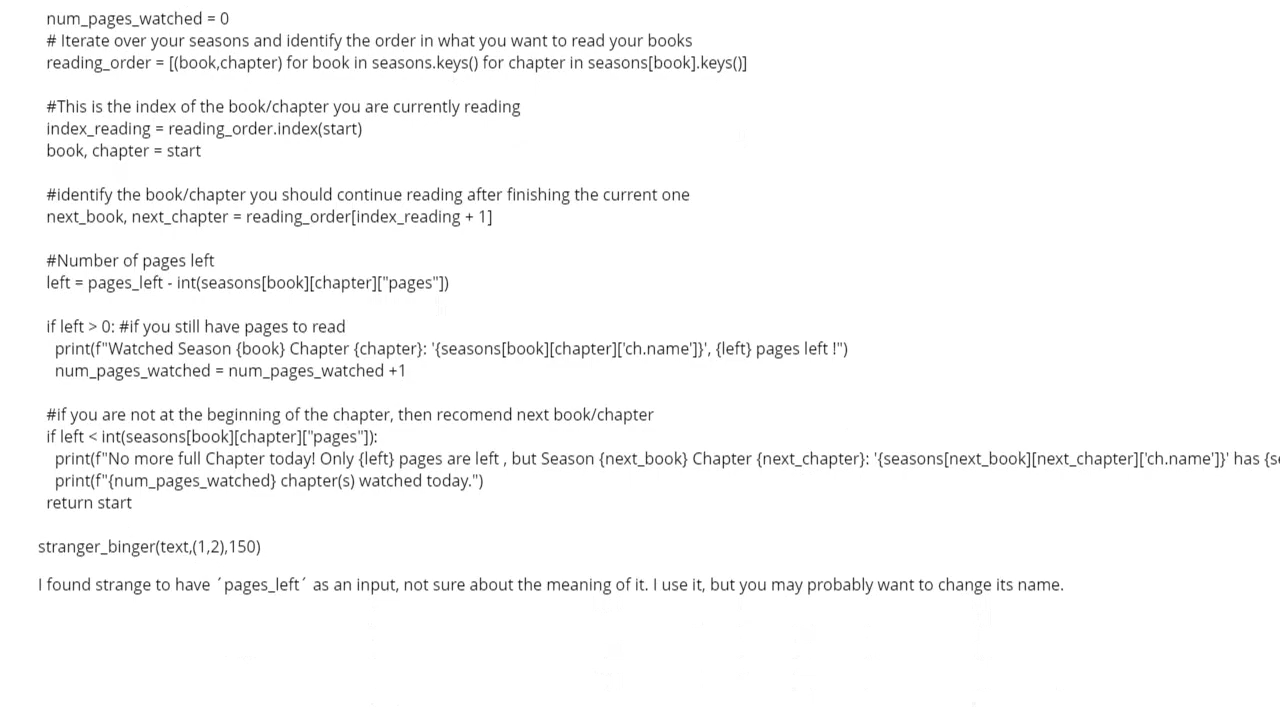 num_pages_watched = 0
# Iterate over your seasons and identify the order in what you want to read your books
reading_order = [(book,chapter) for book in seasons.keys() for chapter in seasons[book].keys()]
#This is the index of the book/chapter you are currently reading
index_reading = reading_order.index(start)
book, chapter = start
#identify the book/chapter you should continue reading after finishing the current one
next_book, next_chapter = reading_order[index_reading + 1]
#Number of pages left
left = pages_left - int(seasons[book][chapter]["pages"])
if left > 0: #if you still have pages to read
print(f"Watched Season {book} Chapter {chapter}: '{seasons[book][chapter]['ch.name']}', {left} pages left !")
num_pages_watched = num_pages_watched +1
#if you are not at the beginning of the chapter, then recomend next book/chapter
if left < int(seasons[book][chapter]["pages"]):
print(f"No more full Chapter today! Only {left} pages are left , but Season {next_book} Chapter {next_chapter}: '{seasons[next_book][next_chapter]['ch.name']}' has {se
print(f"{num_pages_watched} chapter(s) watched today.")
return start
stranger_binger(text,(1,2),150)
I found strange to have ´pages_left´ as an input, not sure about the meaning of it. I use it, but you may probably want to change its name.